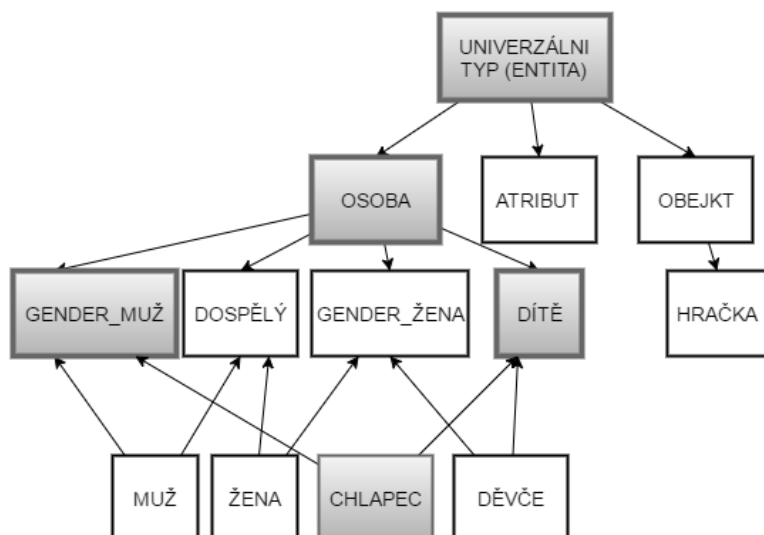 UNIVERZÁLNI
TYP (ENTITA)
OSOBA
ATRIBUT
OBEJKT
GENDER_MUŽ
DOSPĚLÝ
GENDER_ŽENA
DÍTĚ
HRAČKA
MUŽ
ŽENA
CHLAPEC
DĚVČE